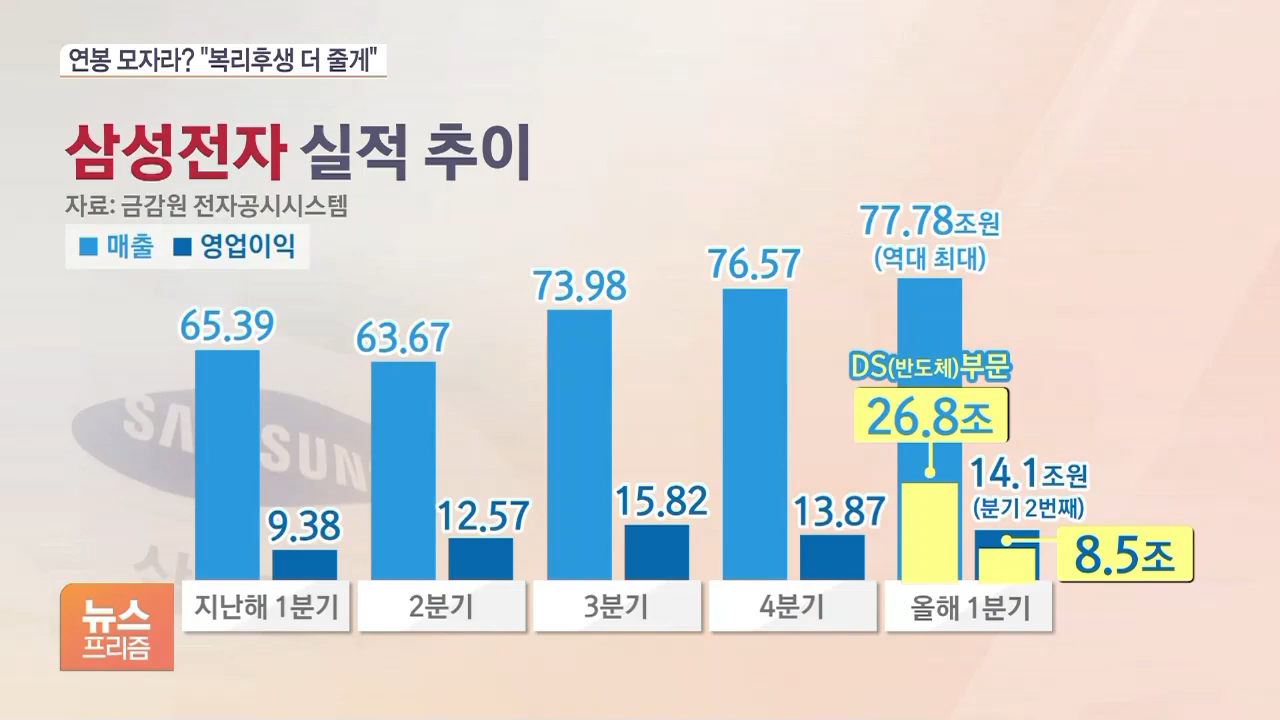 연봉 모자라? "복리후생 더 줄게"
삼성전자 실적 추이
자료: 금감원 전자공시시스템
매출 영업이익
65.39
9.38
63.67
12.57
73.98
15.82
76.57
13.87
77.78조원
(역대 최대)
DS(반도체)부문
26.8조
14.1조원
(분기 2번째)
8.5조
지난해 1분기
2분기
3분기
4분기
올해 1분기
SAMSUN
삼
뉴스
프리즘